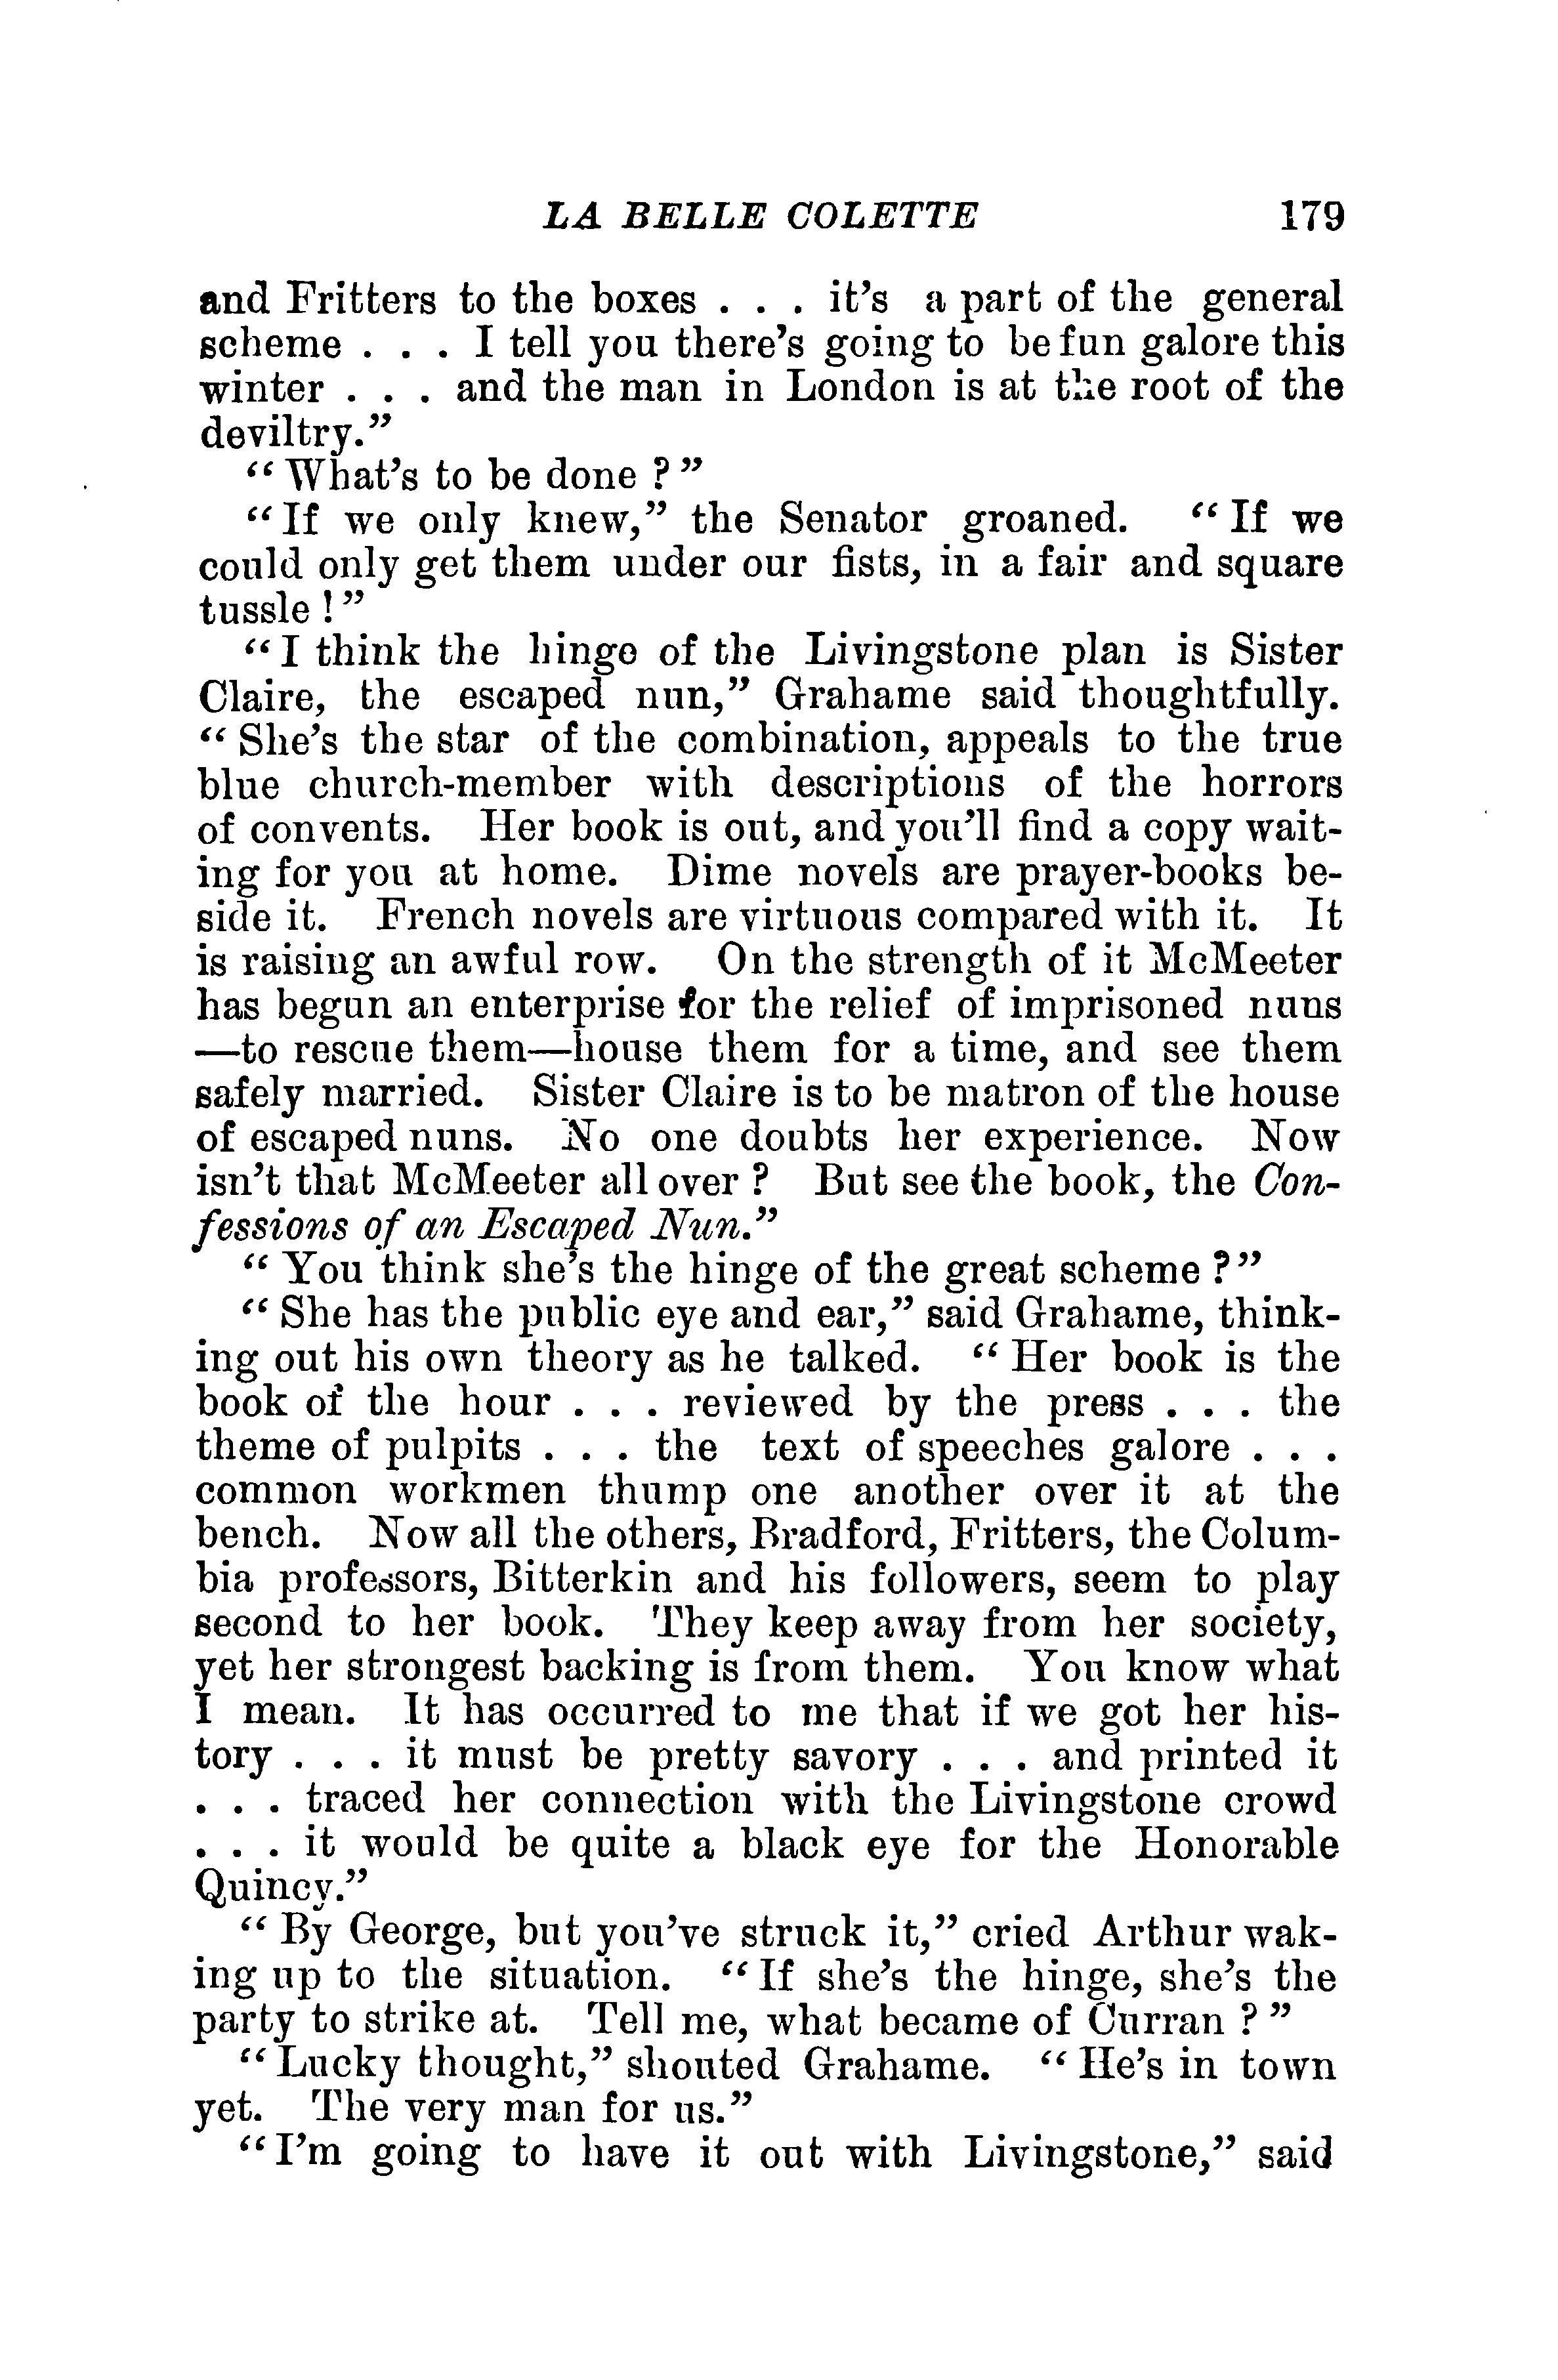 LA BELLE COLETTE 179
and Fritters to the boxes . . . it's a part of the general
scheme . . . I tell you there's going to be fun galore this
winter . . . and the man in London is at the root of the
deviltry."
"What's to be done?"
"If we only knew," the Senator groaned. "If we
could only get them under our fists, in a fair and square
tussle!"
"I think the hinge of the Livingstone plan is Sister
Claire, the escaped nun," Grahame said thoughtfully.
"She's the star of the combination, appeals to the true
blue church-member with descriptions of the horrors
of convents. Her book is out, and you'll find a copy wait-
ing for you at home. Dime novels are prayer-books be-
side it. French novels are virtuous compared with it. It
is raising an awful row. On the strength of it McMeeter
has begun an enterprise for the relief of imprisoned nuns
—to rescue them—house them for a time, and see them
safely married. Sister Claire is to be matron of the house
of escaped nuns. No one doubts her experience. Now
isn't that McMeeter all over? But see the book, the Con-
fessions of an Escaped Nun."
"You think she's the hinge of the great scheme?"
"She has the public eye and ear," said Grahame, think-
ing out his own theory as he talked. "Her book is the
book of the hour . . . reviewed by the press . . . the
theme of pulpits . . . the text of speeches galore . . .
common workmen thump one another over it at the
bench. Now all the others, Bradford, Fritters, the Colum-
bia professors, Bitterkin and his followers, seem to play
second to her book. They keep away from her society,
yet her strongest backing is from them. You know what
I mean. It has occurred to me that if we got her his-
tory . . . it must be pretty savory . . . and printed it
. . . traced her connection with the Livingstone crowd
. . . it would be quite a black eye for the Honorable
Quincy."
"By George, but you've struck it," cried Arthur wak-
ing up to the situation. "If she's the hinge, she's the
party to strike at. Tell me, what became of Curran?"
"Lucky thought," shouted Grahame. "He's in town
yet. The very man for us."
"I'm going to have it out with Livingstone," said